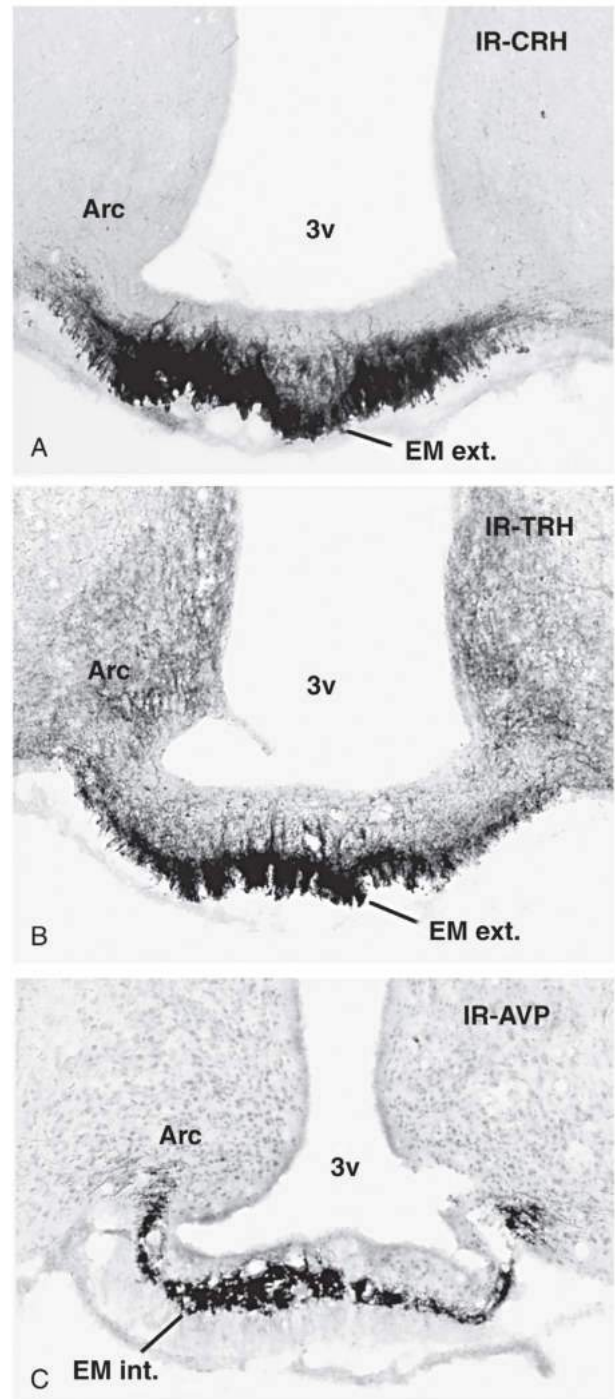 IR-CRH
Arc
3v
EM ext.
A
IR-TRH
Arc
3v
EM ext.
B
IR-AVP
Arc
3v
EM int.
C